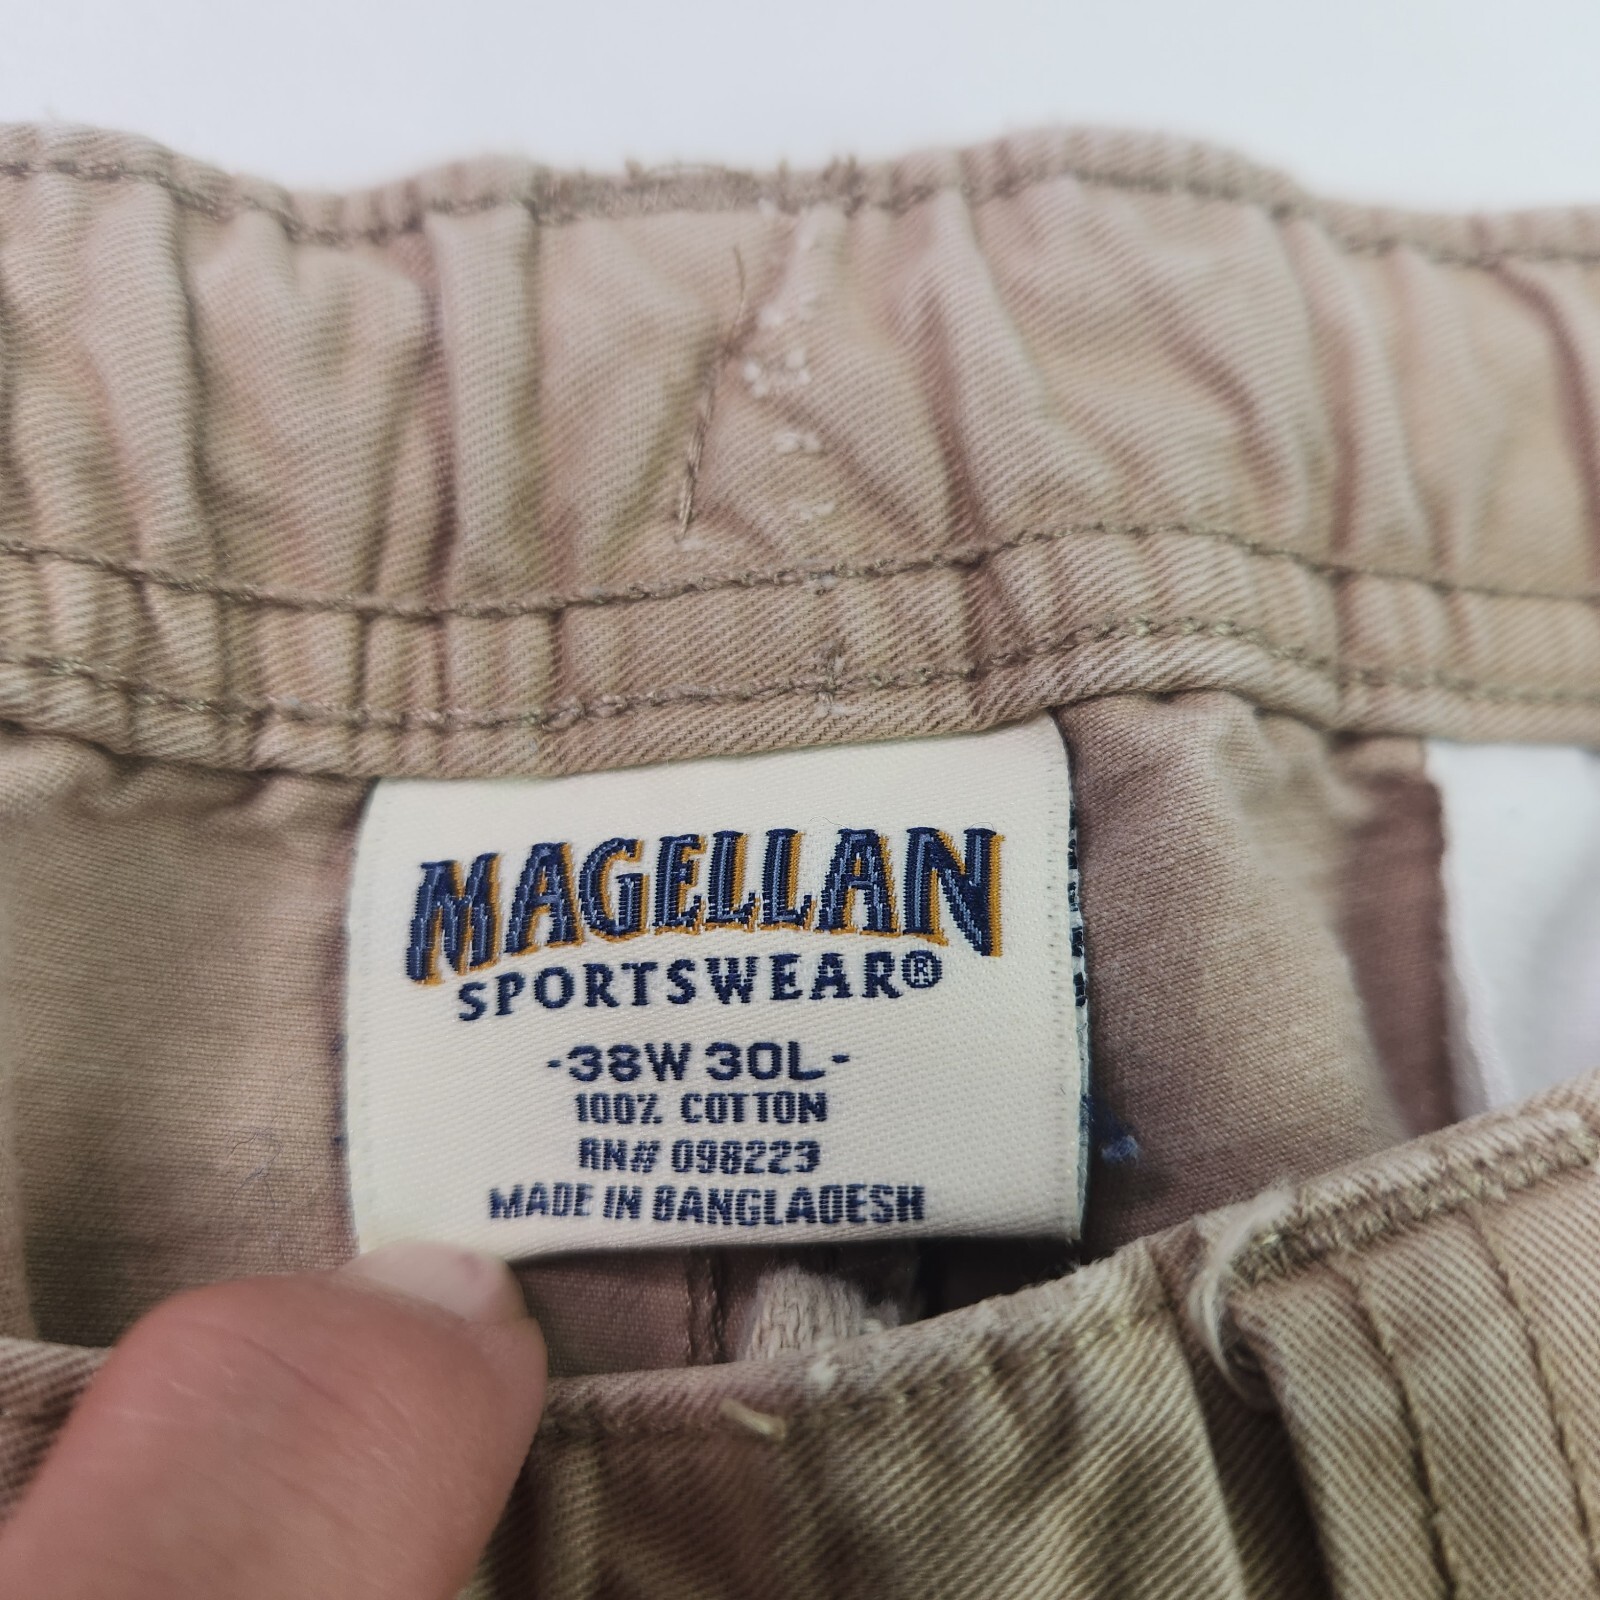 MAGELLAN
SPORTSWEAR®
-38W 30L-
100% COTTON
RN# 098223
MADE IN BANGLADESH